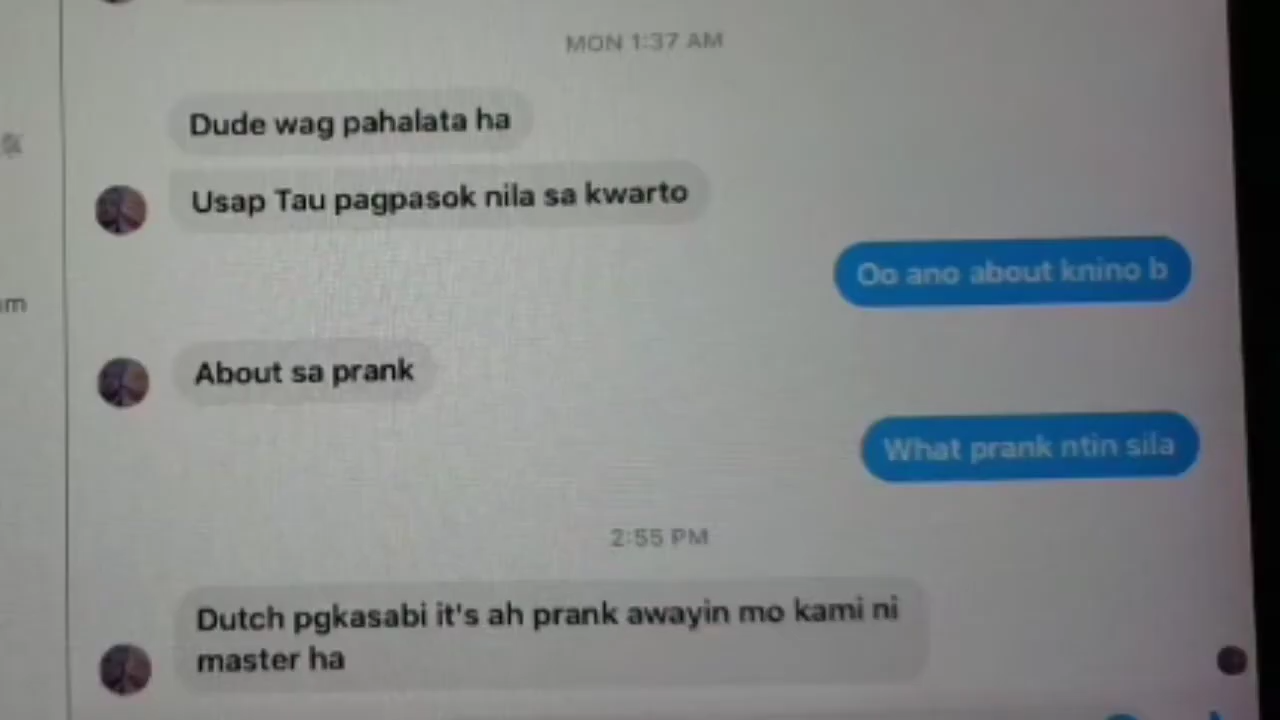 MON 1:37 AM
Dude wag pahalata ha
Usap Tau pagpasok nila sa kwarto
Oo ano about knino b
About sa prank
What prank ntin sila
2:55 PM
Dutch pgkasabi it's ah prank awayin mo kami ni
master ha